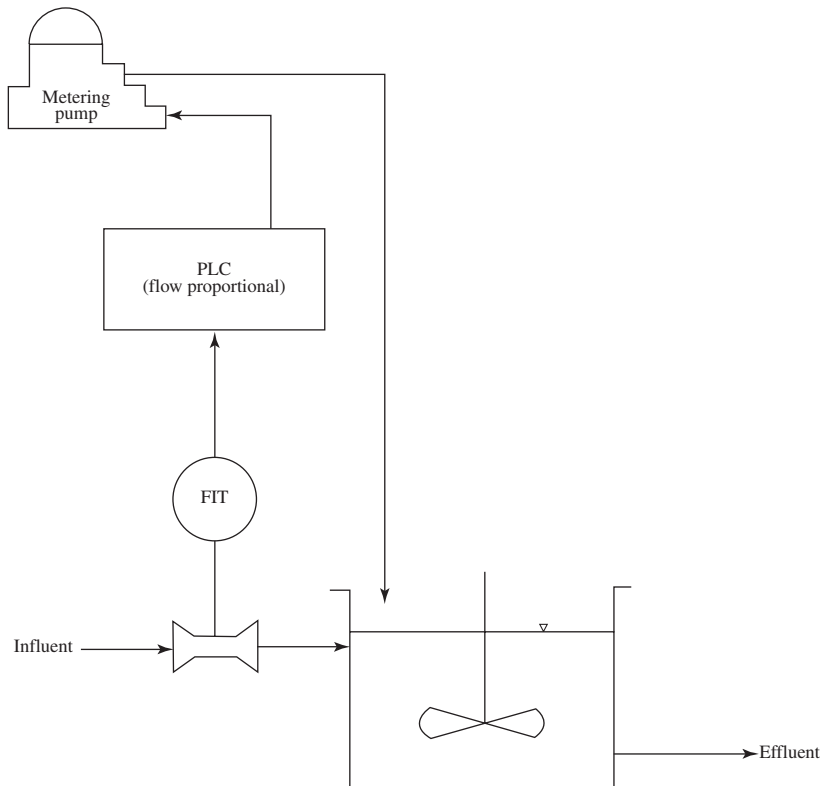 Metering
pump
PLC
(flow proportional)
FIT
Influent
Effluent